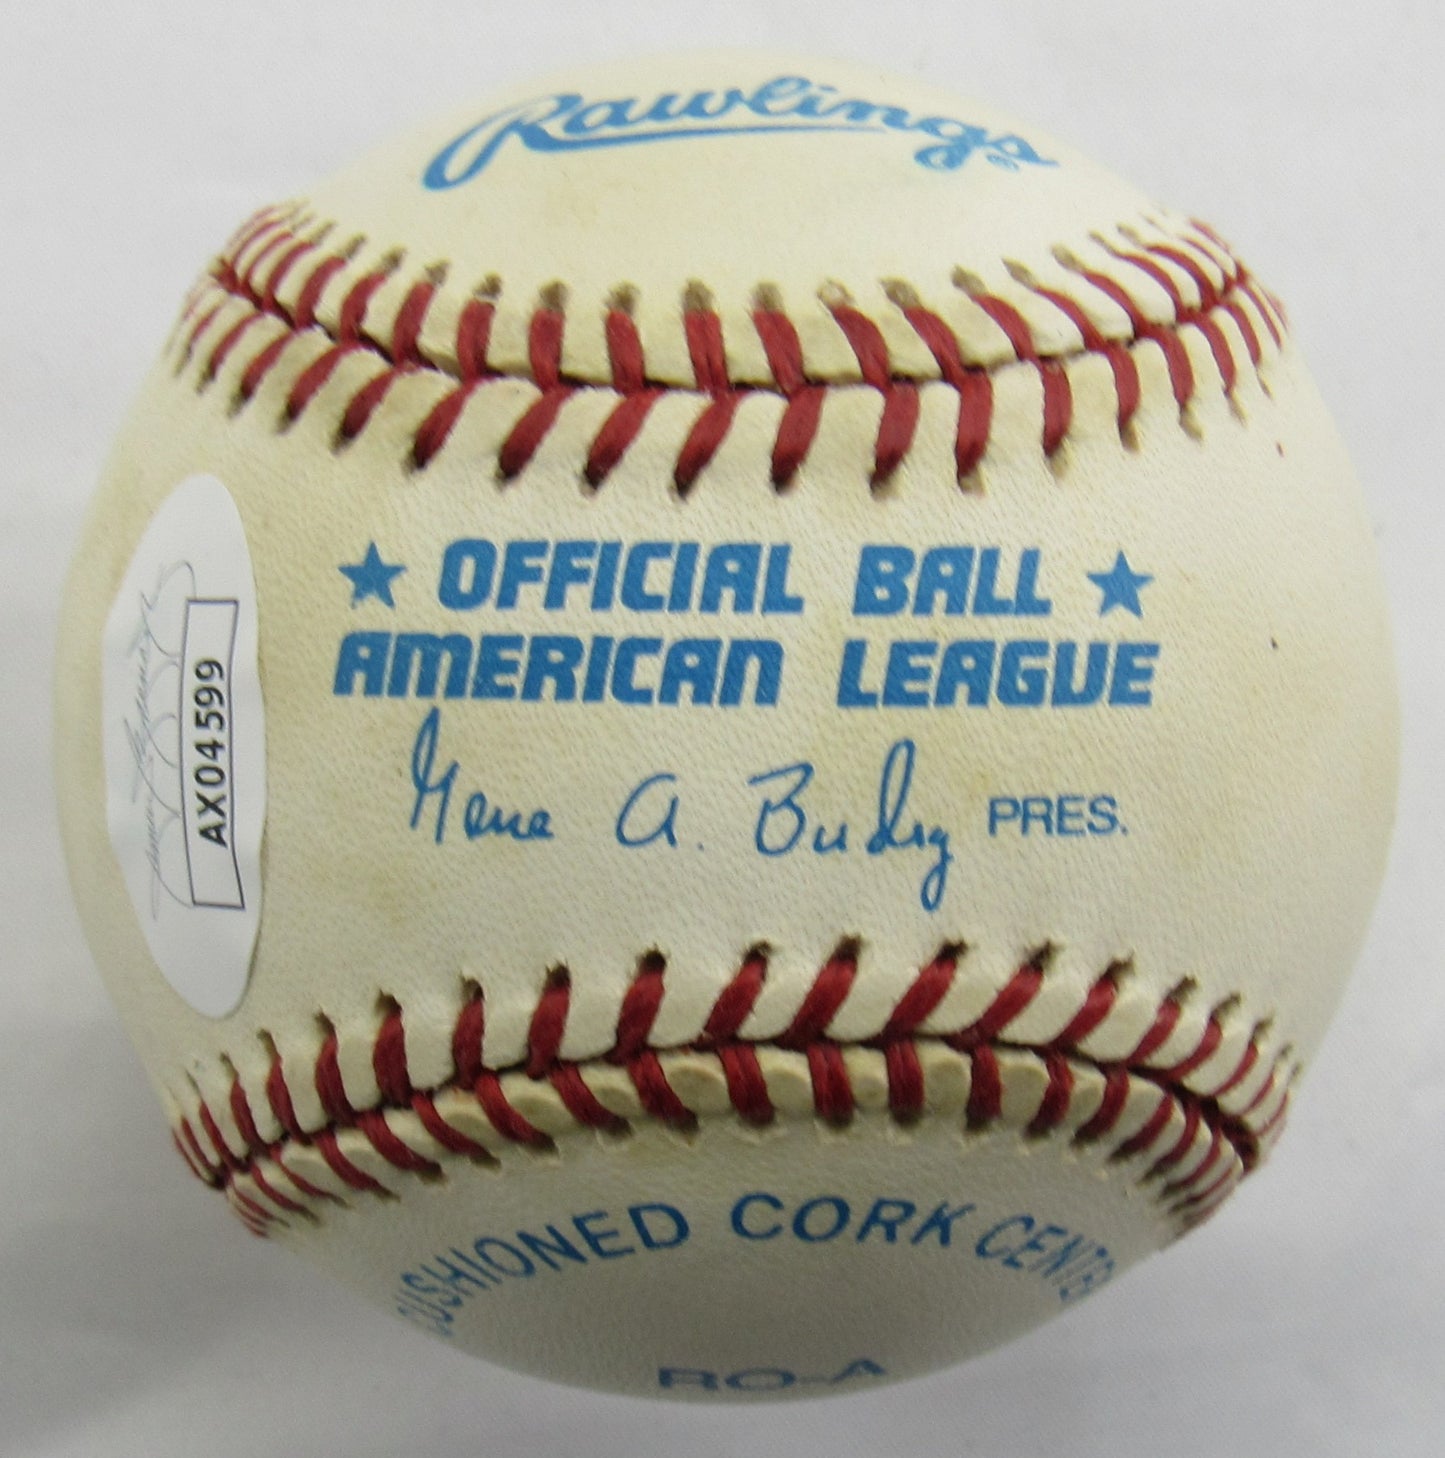 Rawlings®
★ OFFICIAL BALL ★
AMERICAN LEAGUE
Gene A. Budig PRES.
AX04599
CUSHIONED CORK CENTER
RO-A